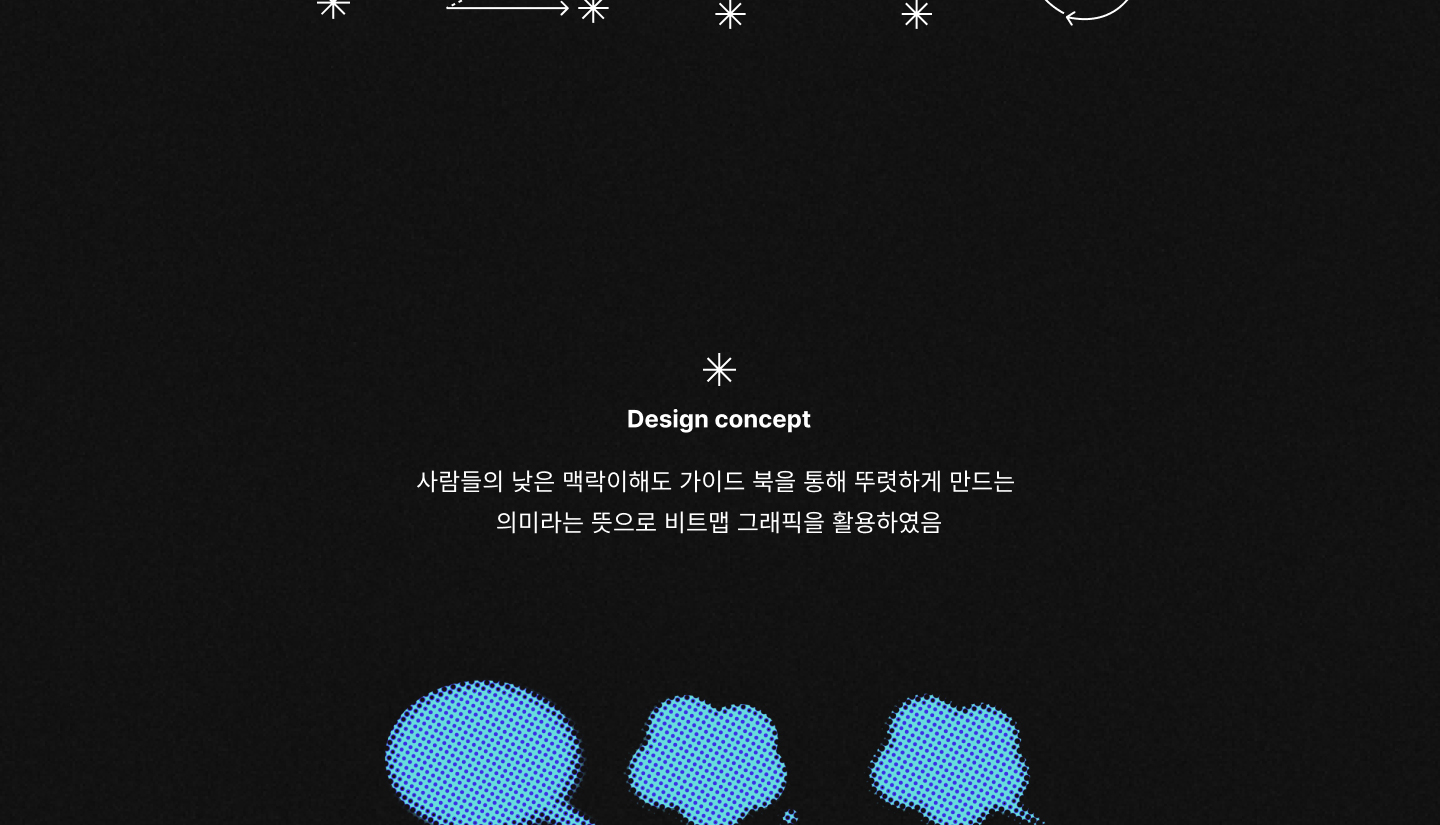 Design concept
사람들의 낮은 맥락이해도 가이드 북을 통해 뚜렷하게 만드는
의미라는 뜻으로 비트맵 그래픽을 활용하였음